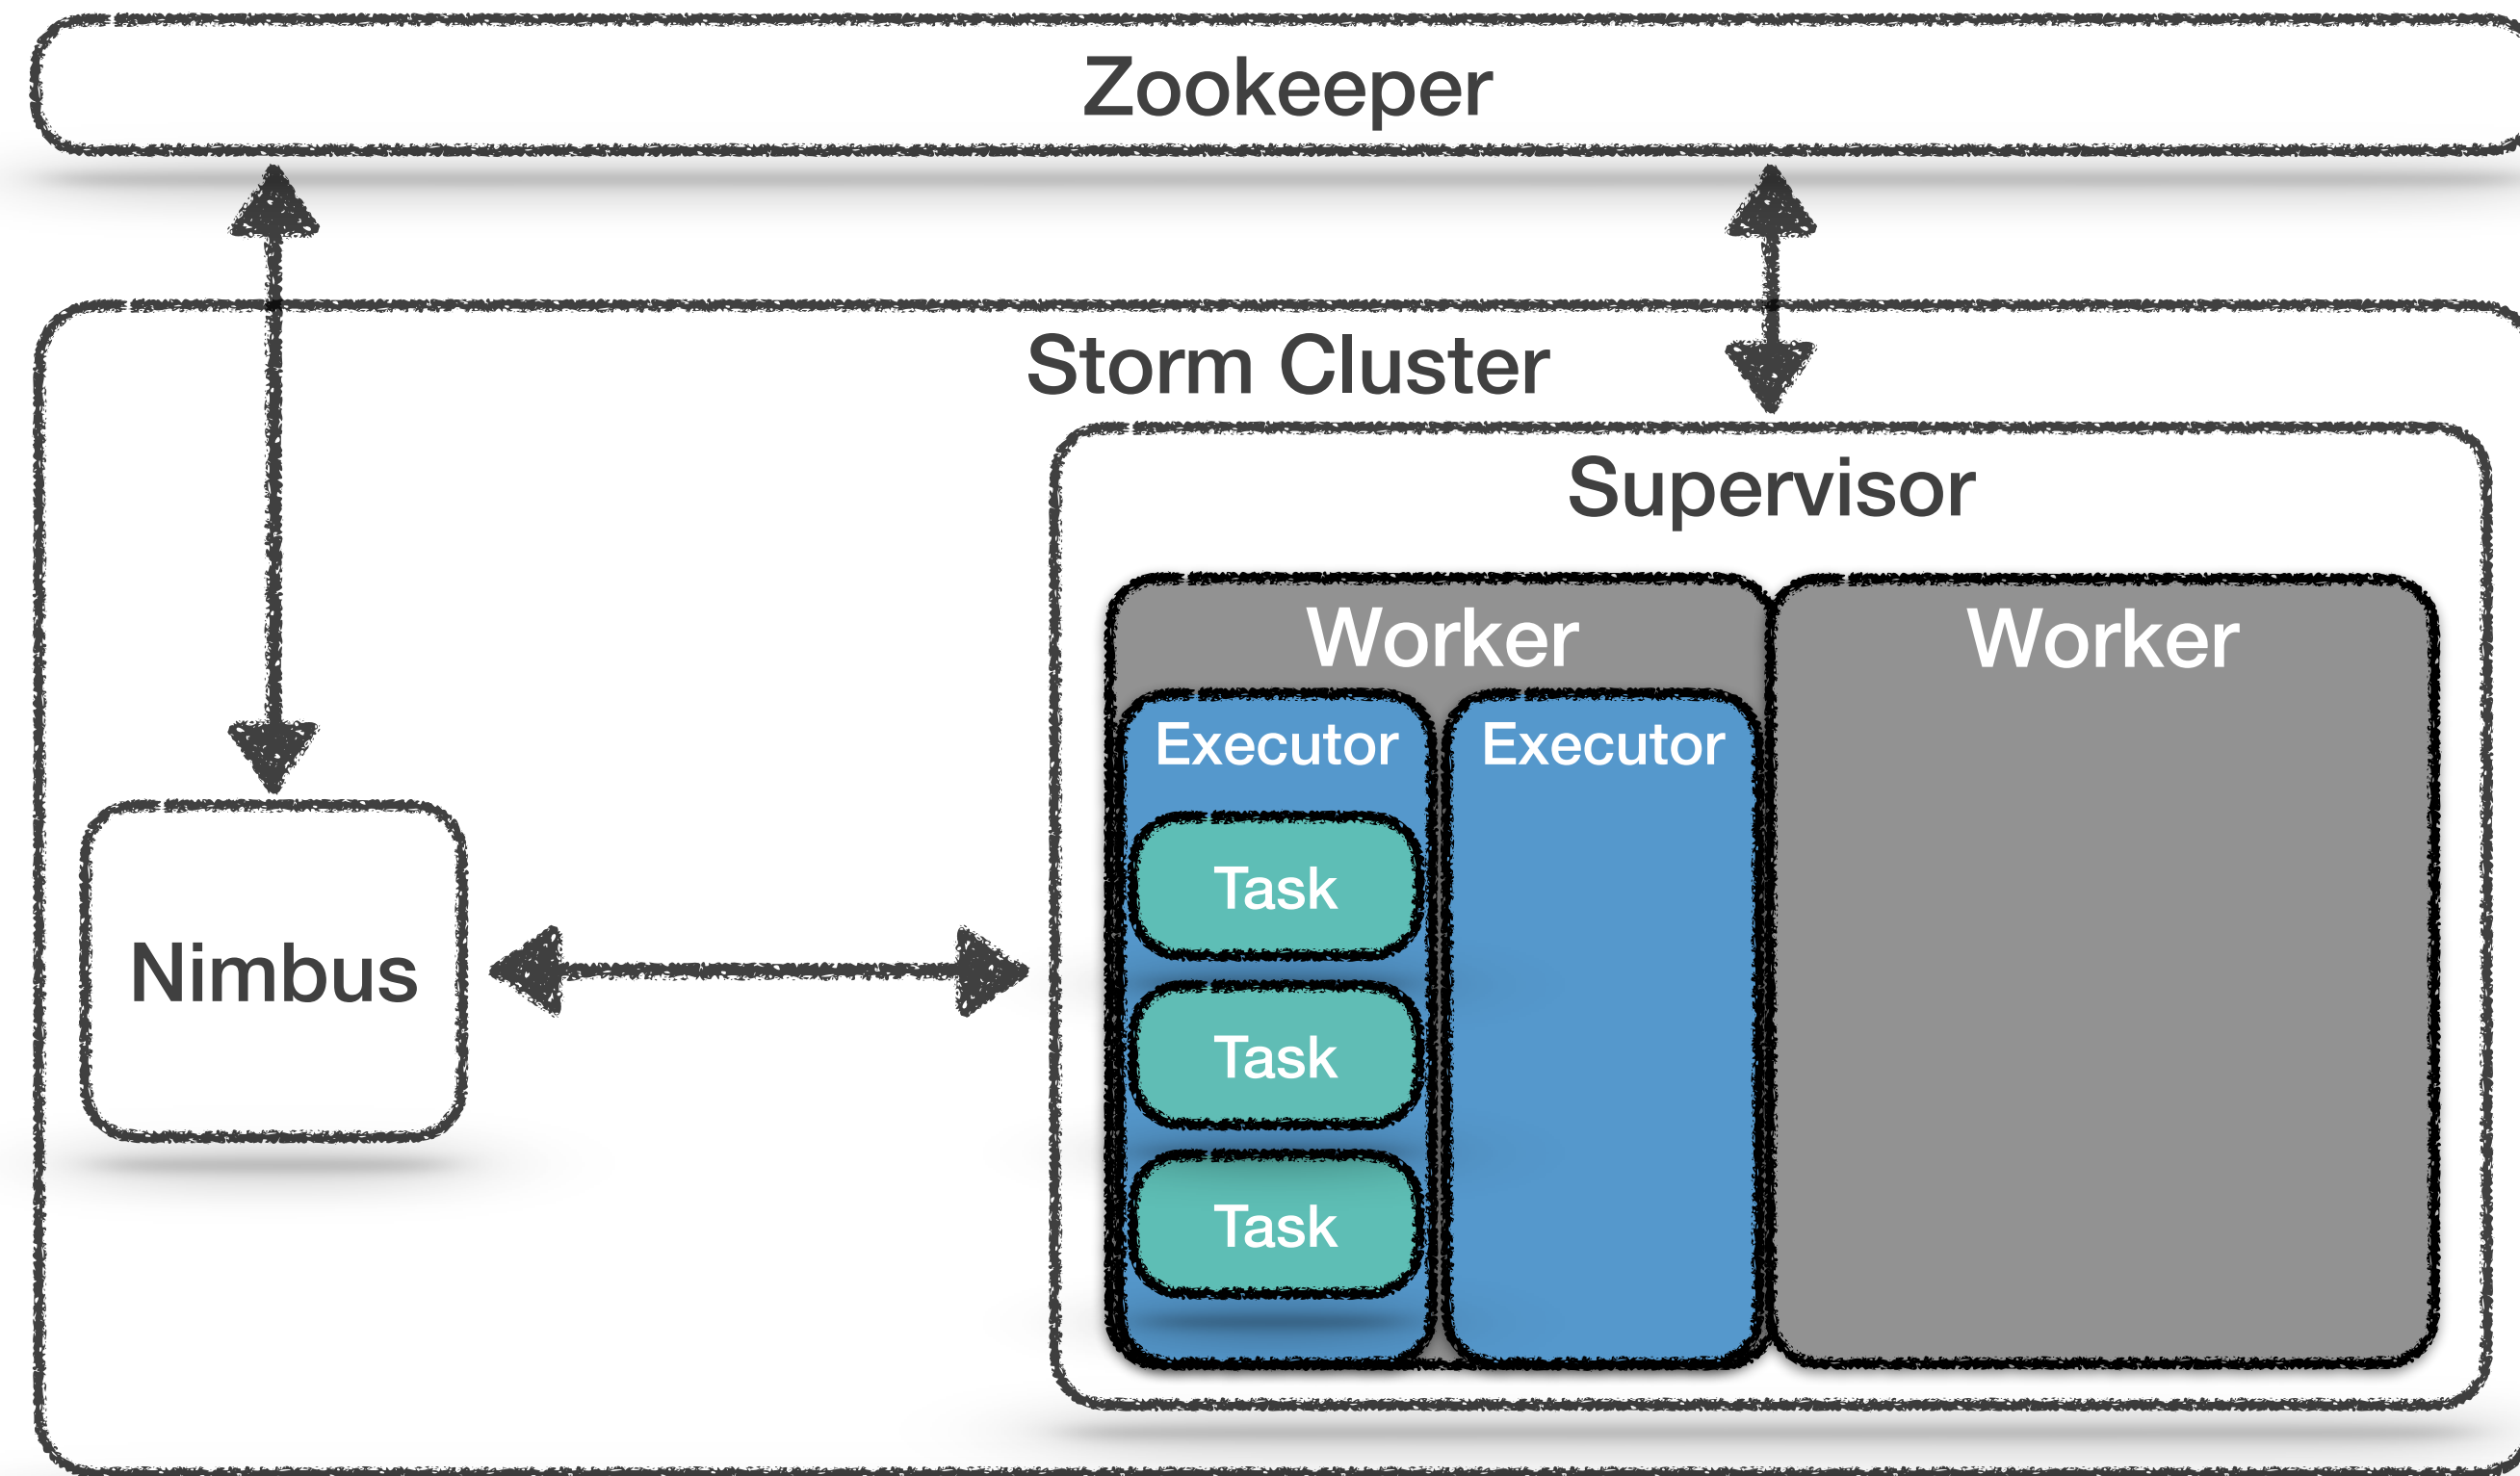 Zookeeper
Storm Cluster
Supervisor
Worker
Worker
Executor
Executor
Task
Nimbus
Task
Task